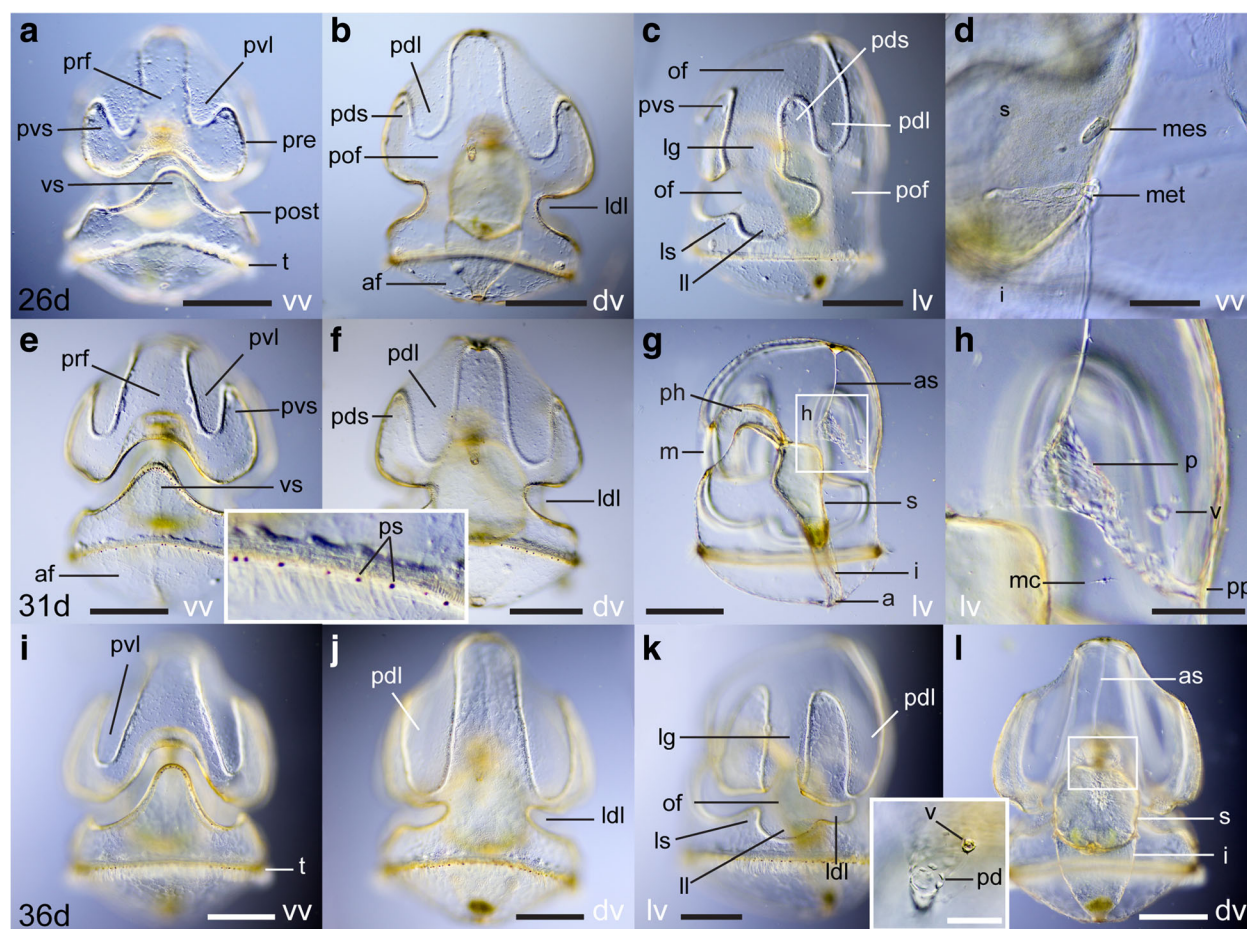 a
prf
pvl
pvs
pre
vs
post
t
26d
vv
b
pdl
pds
pof
ldl
af
dv
c
of
pds
pvs
pdl
lg
of
pof
ls
ll
lv
d
s
mes
met
i
vv
e
prf
pvl
pvs
vs
af
31d
vv
f
pdl
pds
ldl
ps
dv
g
as
ph
h
m
s
i
a
lv
h
p
v
mc
pp
lv
i
pvl
t
36d
vv
j
pdl
ldl
dv
k
pdl
lg
of
ls
ll
ldl
lv
v
pd
l
as
s
i
dv